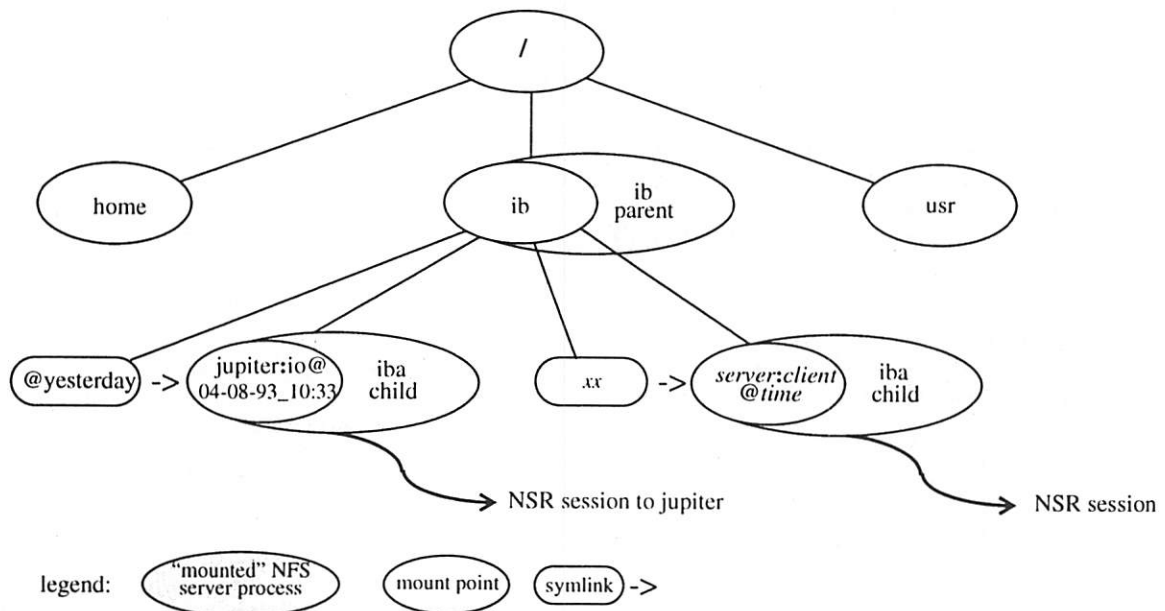 /
home
ib
ib
parent
usr
@yesterday ->
jupiter:io@
04-08-93_10:33
iba
child
xx ->
server:client
@time
iba
child
NSR session to jupiter
NSR session
legend:
“mounted” NFS
server process
mount point
symlink ->